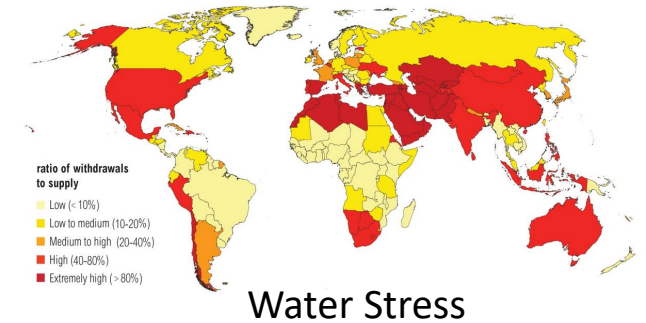 ratio of withdrawals
to supply
Low (< 10%)
Low to medium (10-20%)
Medium to high (20-40%)
High (40-80%)
Extremely high (> 80%)
Water Stress